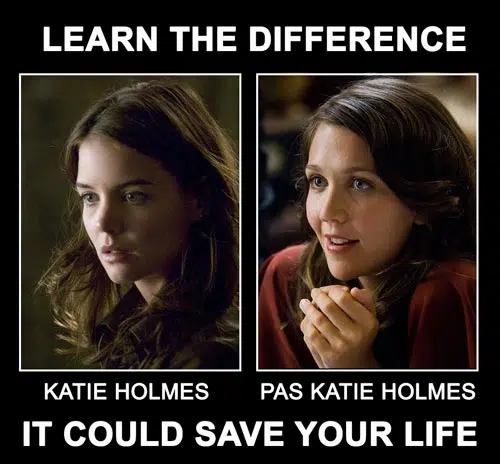 LEARN THE DIFFERENCE
KATIE HOLMES
PAS KATIE HOLMES
IT COULD SAVE YOUR LIFE